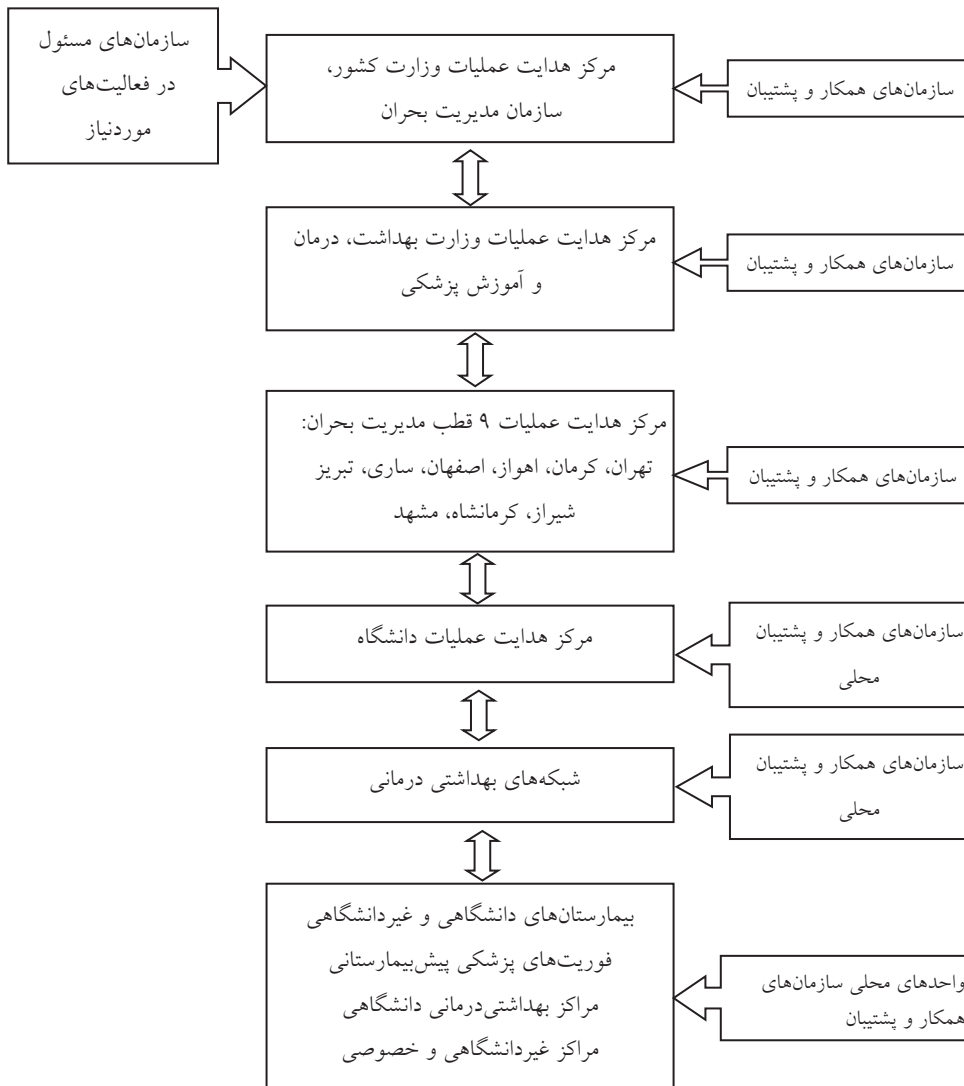 سازمان‌های مسئول
در فعالیت‌های
موردنیاز
مرکز هدایت عملیات وزارت کشور،
سازمان مدیریت بحران
سازمان‌های همکار و پشتیبان
مرکز هدایت عملیات وزارت بهداشت، درمان
و آموزش پزشکی
سازمان‌های همکار و پشتیبان
مرکز هدایت عملیات ۹ قطب مدیریت بحران:
تهران، کرمان، اهواز، اصفهان، ساری، تبریز
شیراز، کرمانشاه، مشهد
سازمان‌های همکار و پشتیبان
مرکز هدایت عملیات دانشگاه
سازمان‌های همکار و پشتیبان
محلی
شبکه‌های بهداشتی درمانی
سازمان‌های همکار و پشتیبان
محلی
بیمارستان‌های دانشگاهی و غیردانشگاهی
فوریت‌های پزشکی پیش‌بیمارستانی
مراکز بهداشتی‌درمانی دانشگاهی
مراکز غیردانشگاهی و خصوصی
واحدهای محلی سازمان‌های
همکار و پشتیبان